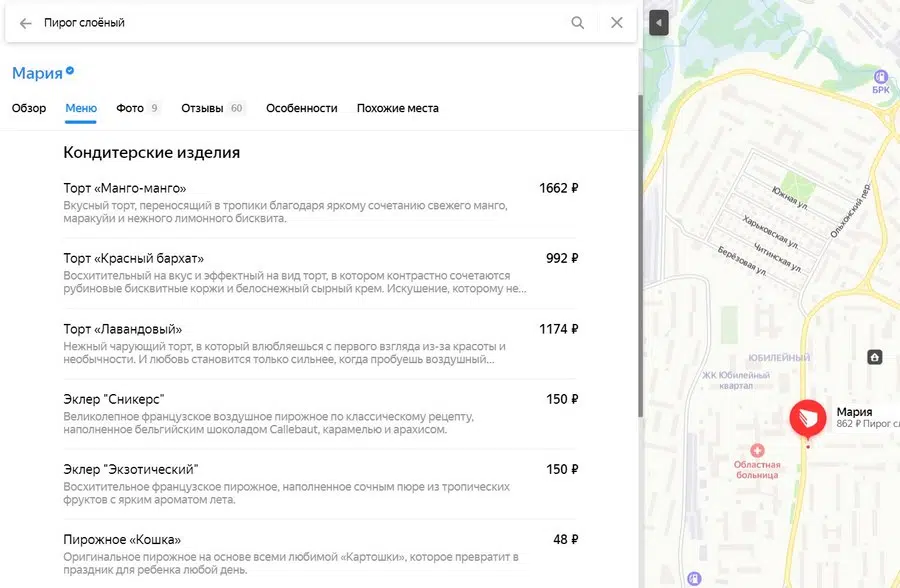 Пирог слоёный
Мария
Обзор Меню Фото 9 Отзывы 60 Особенности Похожие места
Кондитерские изделия
Торт «Манго-манго» 1662 ₽
Вкусный торт, переносящий в тропики благодаря яркому сочетанию свежего манго,
маракуйи и нежного лимонного бисквита.
Торт «Красный бархат» 992 ₽
Восхитительный на вкус и эффектный на вид торт, в котором контрастно сочетаются
рубиновые бисквитные коржи и белоснежный сырный крем. Искушение, которому не...
Торт «Лавандовый» 1174 ₽
Нежный чарующий торт, в который влюбляешься с первого взгляда из-за красоты и
необычности. И любовь становится только сильнее, когда пробуешь воздушный...
Эклер "Сникерс" 150 ₽
Великолепное французское воздушное пирожное по классическому рецепту,
наполненное бельгийским шоколадом Callebaut, карамелью и арахисом.
Эклер "Экзотический" 150 ₽
Восхитительное французское пирожное, наполненное сочным пюре из тропических
фруктов с ярким ароматом лета.
Пирожное «Кошка» 48 ₽
Оригинальное пирожное на основе всеми любимой «Картошки», которое превратит в
праздник для ребенка любой день.
БРК
Южная ул.
Ольхонский пер.
Харьковская ул.
Читинская ул.
Берёзовая ул.
ЮБИЛЕЙНЫЙ
ЖК Юбилейный
квартал
Мария
862 ₽ Пирог сл
Областная
больница